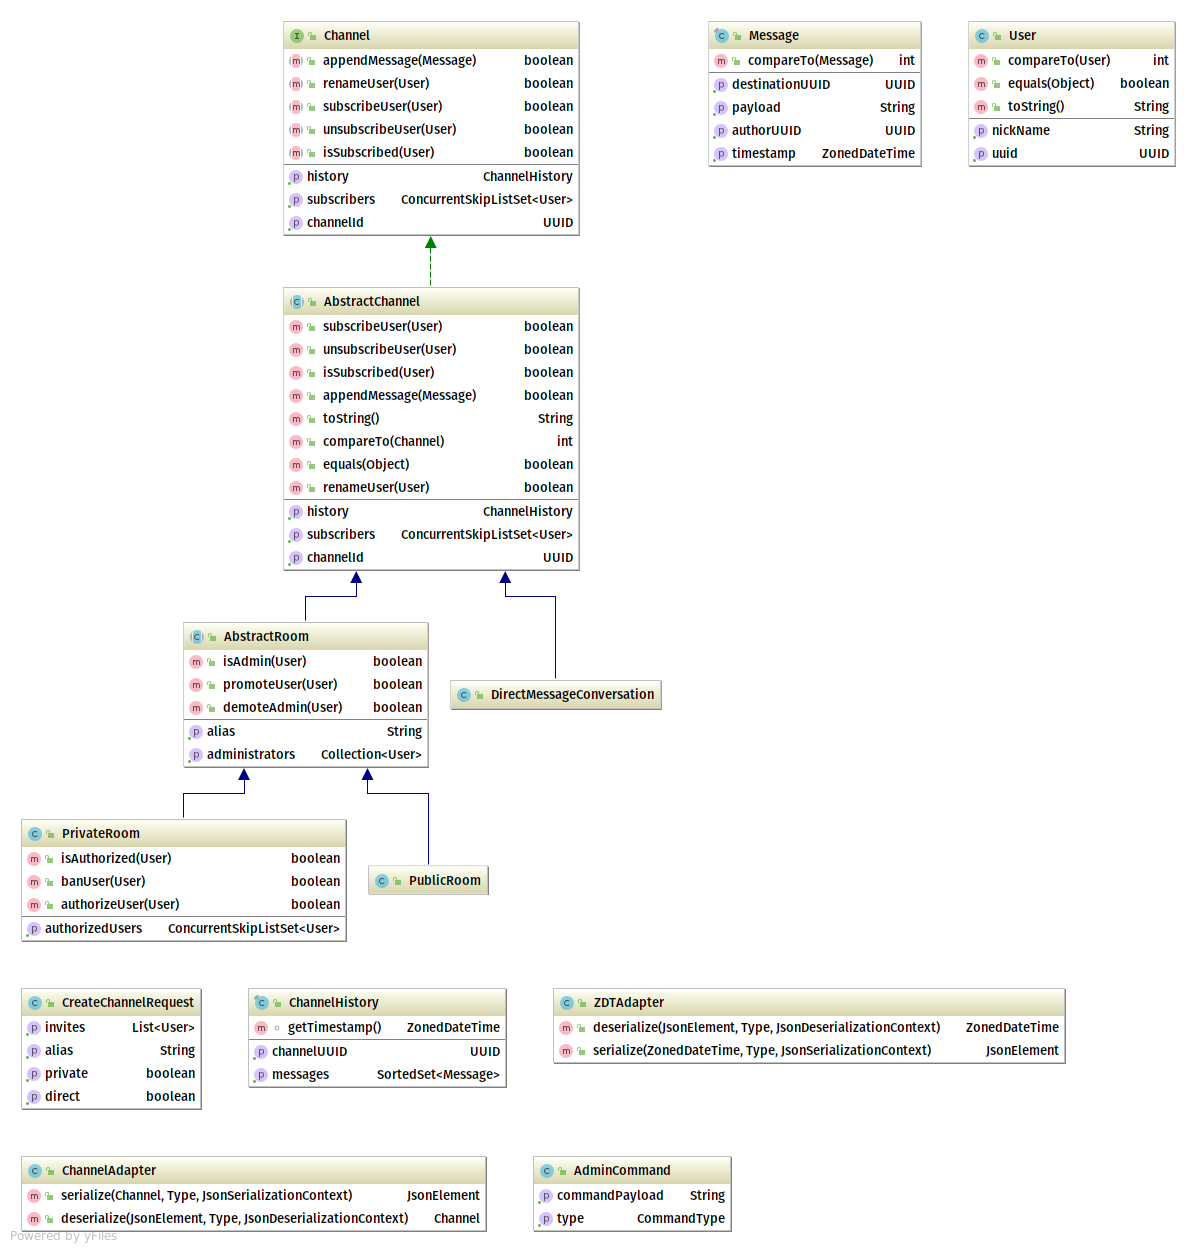 Channel
appendMessage(Message) boolean
renameUser(User) boolean
subscribeUser(User) boolean
unsubscribeUser(User) boolean
isSubscribed(User) boolean
history ChannelHistory
subscribers ConcurrentSkipListSet<User>
channelId UUID
Message
compareTo(Message) int
destinationUUID UUID
payload String
authorUUID UUID
timestamp ZonedDateTime
User
compareTo(User) int
equals(Object) boolean
toString() String
nickName String
uuid UUID
AbstractChannel
subscribeUser(User) boolean
unsubscribeUser(User) boolean
isSubscribed(User) boolean
appendMessage(Message) boolean
toString() String
compareTo(Channel) int
equals(Object) boolean
renameUser(User) boolean
history ChannelHistory
subscribers ConcurrentSkipListSet<User>
channelId UUID
AbstractRoom
isAdmin(User) boolean
promoteUser(User) boolean
demoteAdmin(User) boolean
alias String
administrators Collection<User>
DirectMessageConversation
PrivateRoom
isAuthorized(User) boolean
banUser(User) boolean
authorizeUser(User) boolean
authorizedUsers ConcurrentSkipListSet<User>
PublicRoom
CreateChannelRequest
invites List<User>
alias String
private boolean
direct boolean
ChannelHistory
getTimestamp() ZonedDateTime
channelUUID UUID
messages SortedSet<Message>
ZDTAdapter
deserialize(JsonElement, Type, JsonDeserializationContext) ZonedDateTime
serialize(ZonedDateTime, Type, JsonSerializationContext) JsonElement
ChannelAdapter
serialize(Channel, Type, JsonSerializationContext) JsonElement
deserialize(JsonElement, Type, JsonDeserializationContext) Channel
AdminCommand
commandPayload String
type CommandType
Powered by yFiles